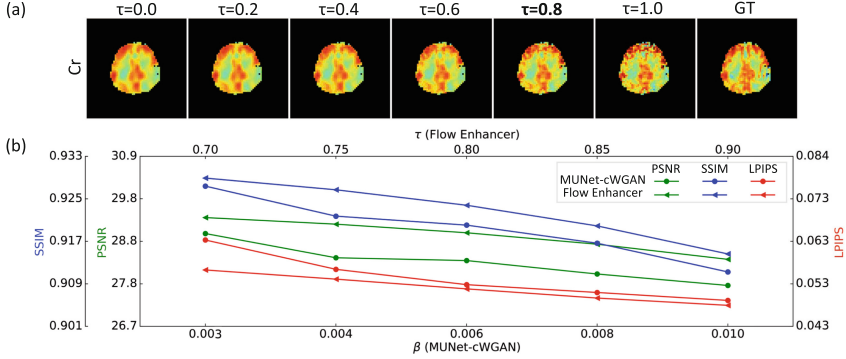 (a) τ=0.0 τ=0.2 τ=0.4 τ=0.6 τ=0.8 τ=1.0 GT
Cr
(b) τ (Flow Enhancer)
0.70 0.75 0.80 0.85 0.90
0.933 30.9 0.084
PSNR SSIM LPIPS
MUNet-cWGAN
Flow Enhancer
0.925 29.8 0.073
SSIM PSNR LPIPS
0.917 28.8 0.063
0.909 27.8 0.053
0.901 26.7 0.043
0.003 0.004 0.006 0.008 0.010
β (MUNet-cWGAN)